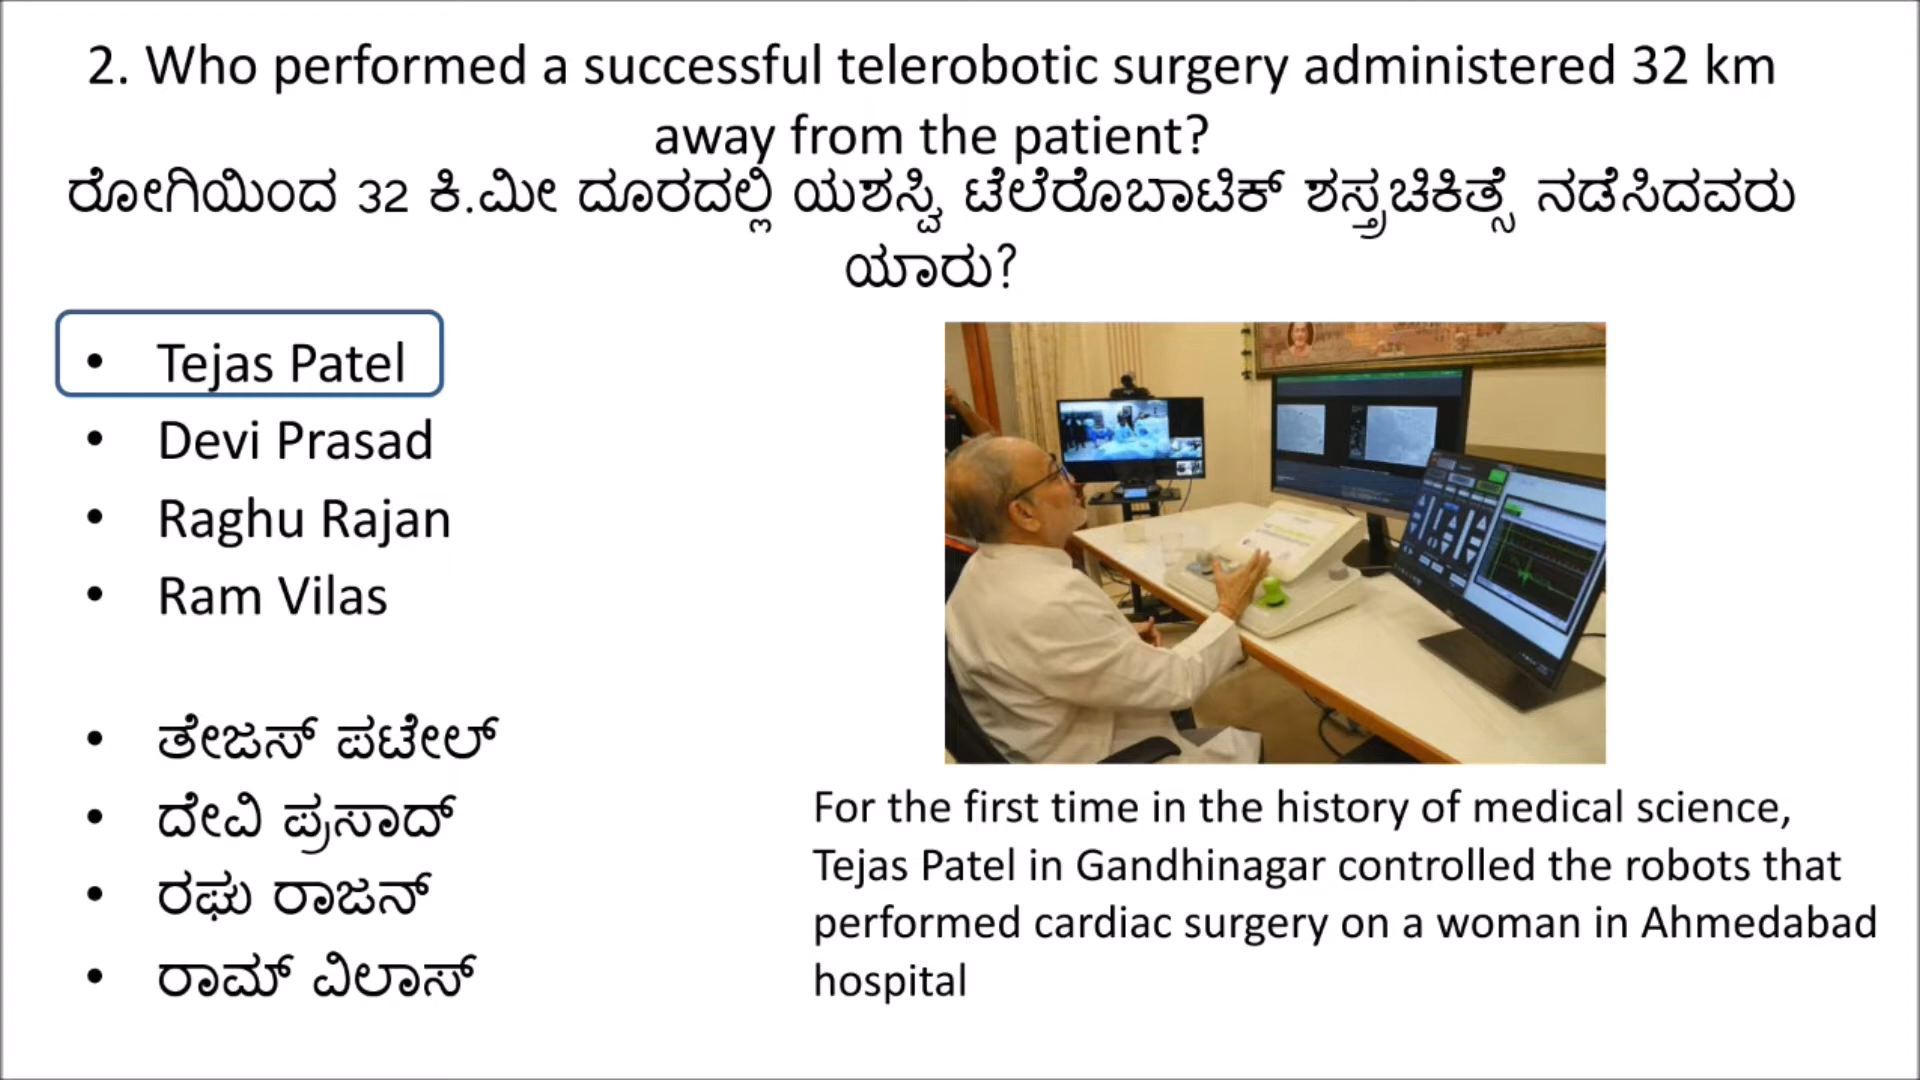 2. Who performed a successful telerobotic surgery administered 32 km
away from the patient?
ರೋಗಿಯಿಂದ 32 ಕಿ.ಮೀ ದೂರದಲ್ಲಿ ಯಶಸ್ವಿ ಟೆಲೆರೊಬಾಟಿಕ್ ಶಸ್ತ್ರಚಿಕಿತ್ಸೆ ನಡೆಸಿದವರು
ಯಾರು?
• Tejas Patel
• Devi Prasad
• Raghu Rajan
• Ram Vilas
• ತೇಜಸ್ ಪಟೇಲ್
• ದೇವಿ ಪ್ರಸಾದ್
• ರಘು ರಾಜನ್
• ರಾಮ್ ವಿಲಾಸ್
For the first time in the history of medical science,
Tejas Patel in Gandhinagar controlled the robots that
performed cardiac surgery on a woman in Ahmedabad
hospital